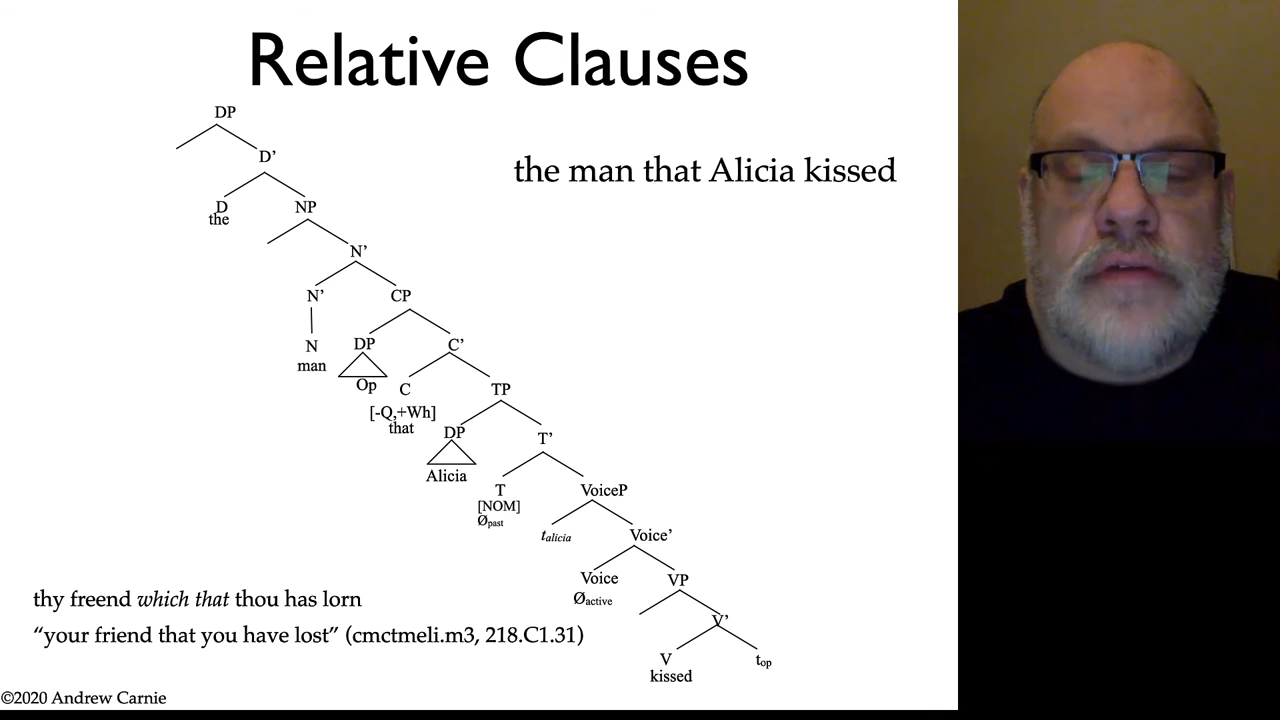 Relative Clauses
the man that Alicia kissed
DP
D'
D NP
the
N'
N' CP
N DP C'
man
Op C TP
[-Q,+Wh]
that DP T'
Alicia
T VoiceP
[NOM]
Øpast
talicia Voice'
Voice VP
Øactive
V'
V top
kissed
thy freend which that thou has lorn
“your friend that you have lost” (cmctmeli.m3, 218.C1.31)
©2020 Andrew Carnie